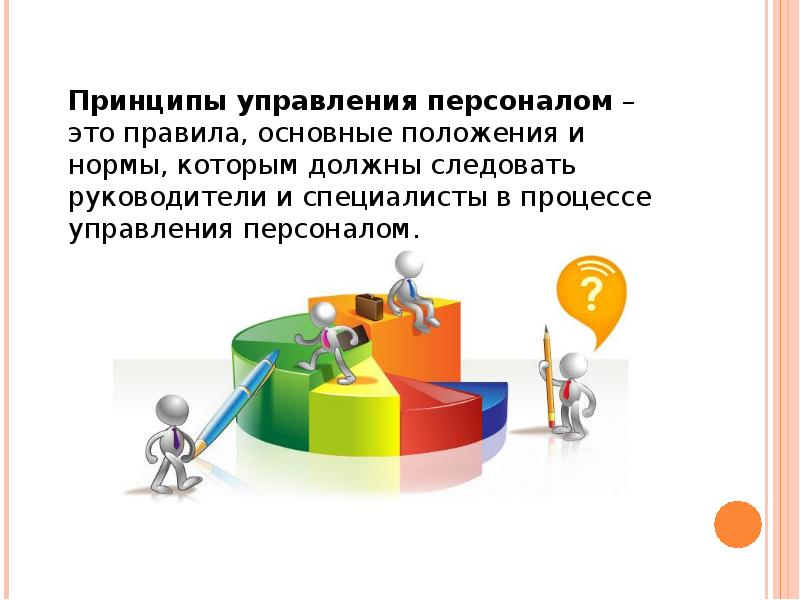 Принципы управления персоналом –
это правила, основные положения и
нормы, которым должны следовать
руководители и специалисты в процессе
управления персоналом.
?